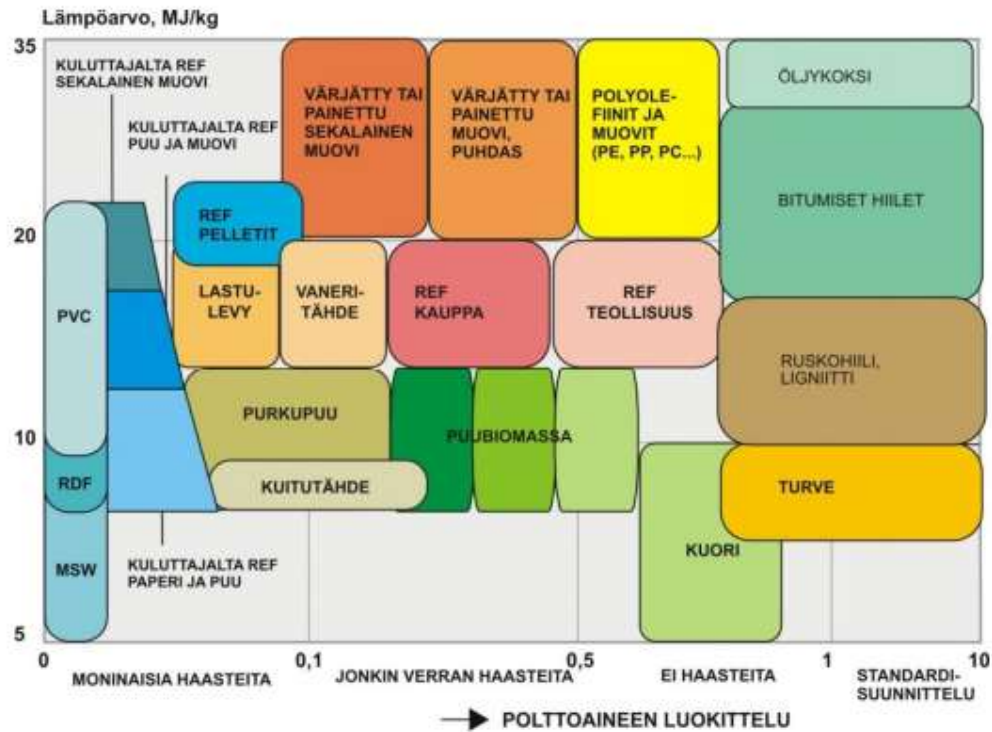 Lämpöarvo, MJ/kg
35
20
10
5
KULUTTAJALTA REF
SEKALAINEN MUOVI
KULUTTAJALTA REF
PUU JA MUOVI
VÄRJÄTTY TAI
PAINETTU
SEKALAINEN
MUOVI
VÄRJÄTTY TAI
PAINETTU
MUOVI,
PUHDAS
POLYOLE-
FIINIT JA
MUOVIT
(PE, PP, PC...)
ÖLJYKOKSI
BITUMISET HIILET
REF
PELLETIT
PVC
LASTU-
LEVY
VANERI-
TÄHDE
REF
KAUPPA
REF
TEOLLISUUS
RUSKOHIILI,
LIGNIITTI
PURKUPUU
PUUBIOMASSA
RDF
KUITUTÄHDE
TURVE
MSW
KULUTTAJALTA REF
PAPERI JA PUU
KUORI
0
0,1
0,5
1
10
MONINAISIA HAASTEITA
JONKIN VERRAN HAASTEITA
EI HAASTEITA
STANDARDI-
SUUNNITTELU
POLTTOAINEEN LUOKITTELU